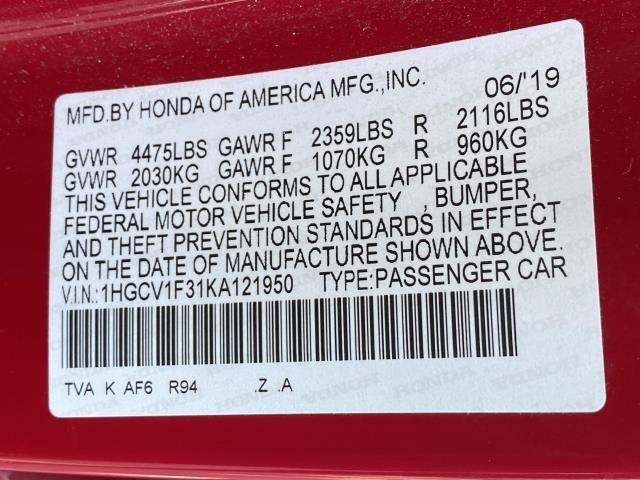 MFD.BY HONDA OF AMERICA MFG.,INC. 06/'19
GVWR 4475LBS GAWR F 2359LBS R 2116LBS
GVWR 2030KG GAWR F 1070KG R 960KG
THIS VEHICLE CONFORMS TO ALL APPLICABLE
FEDERAL MOTOR VEHICLE SAFETY , BUMPER,
AND THEFT PREVENTION STANDARDS IN EFFECT
ON THE DATE OF MANUFACTURE SHOWN ABOVE.
V.I.N.:1HGCV1F31KA121950 TYPE:PASSENGER CAR
TVA K AF6 R94 .Z .A